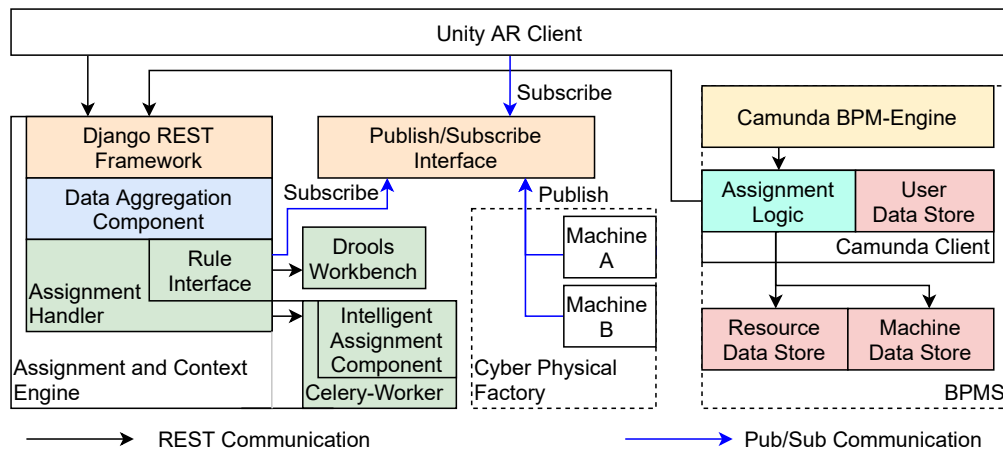 Unity AR Client
Subscribe
Django REST
Framework
Publish/Subscribe
Interface
Camunda BPM-Engine
Data Aggregation
Component
Subscribe
Publish
Assignment
Logic
User
Data Store
Camunda Client
Rule
Interface
Drools
Workbench
Machine
A
Assignment
Handler
Machine
B
Intelligent
Assignment
Component
Celery-Worker
Resource
Data Store
Machine
Data Store
Assignment and Context
Engine
Cyber Physical
Factory
BPMS
REST Communication
Pub/Sub Communication